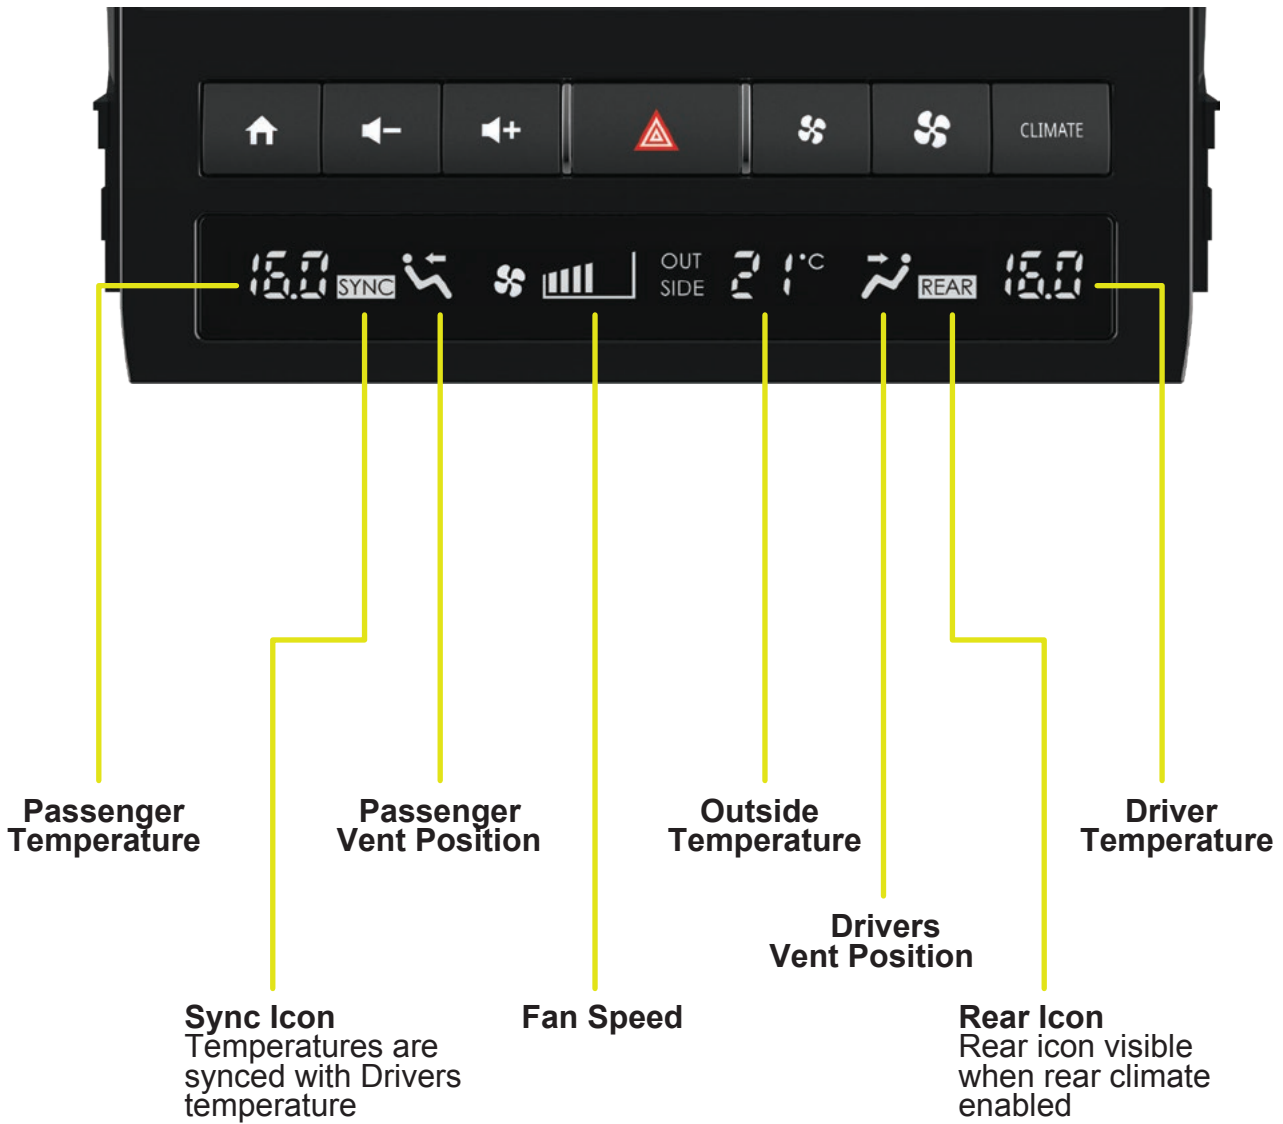 CLIMATE
16.0 SYNC OUT SIDE 21°C REAR 16.0
Passenger
Temperature
Passenger
Vent Position
Outside
Temperature
Driver
Temperature
Drivers
Vent Position
Sync Icon
Temperatures are
synced with Drivers
temperature
Fan Speed
Rear Icon
Rear icon visible
when rear climate
enabled